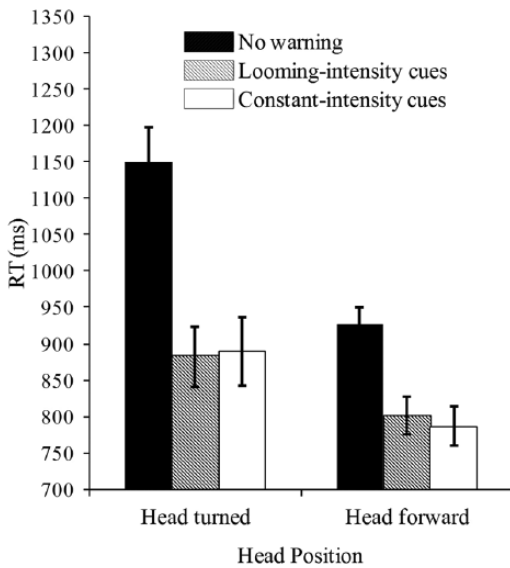 1350
1300
1250
1200
1150
1100
1050
1000
950
900
850
800
750
700
RT (ms)
No warning
Looming-intensity cues
Constant-intensity cues
Head turned
Head forward
Head Position